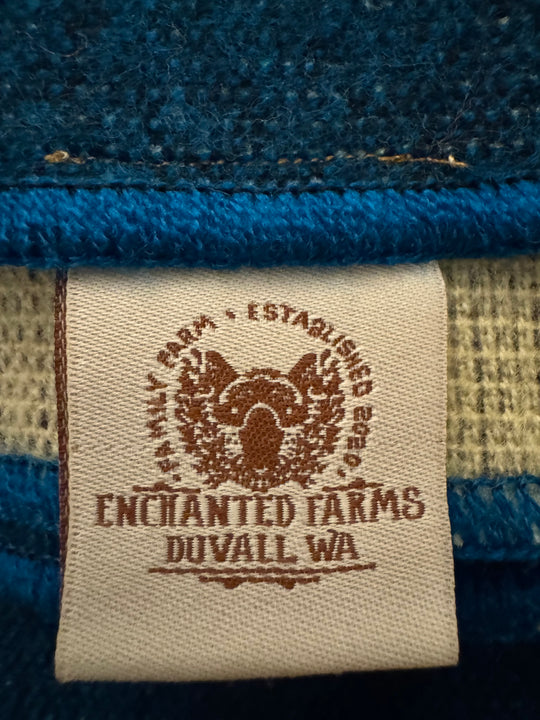 FAMILY FARM • ESTABLISHED 2020
ENCHANTED FARMS
DUVALL, WA